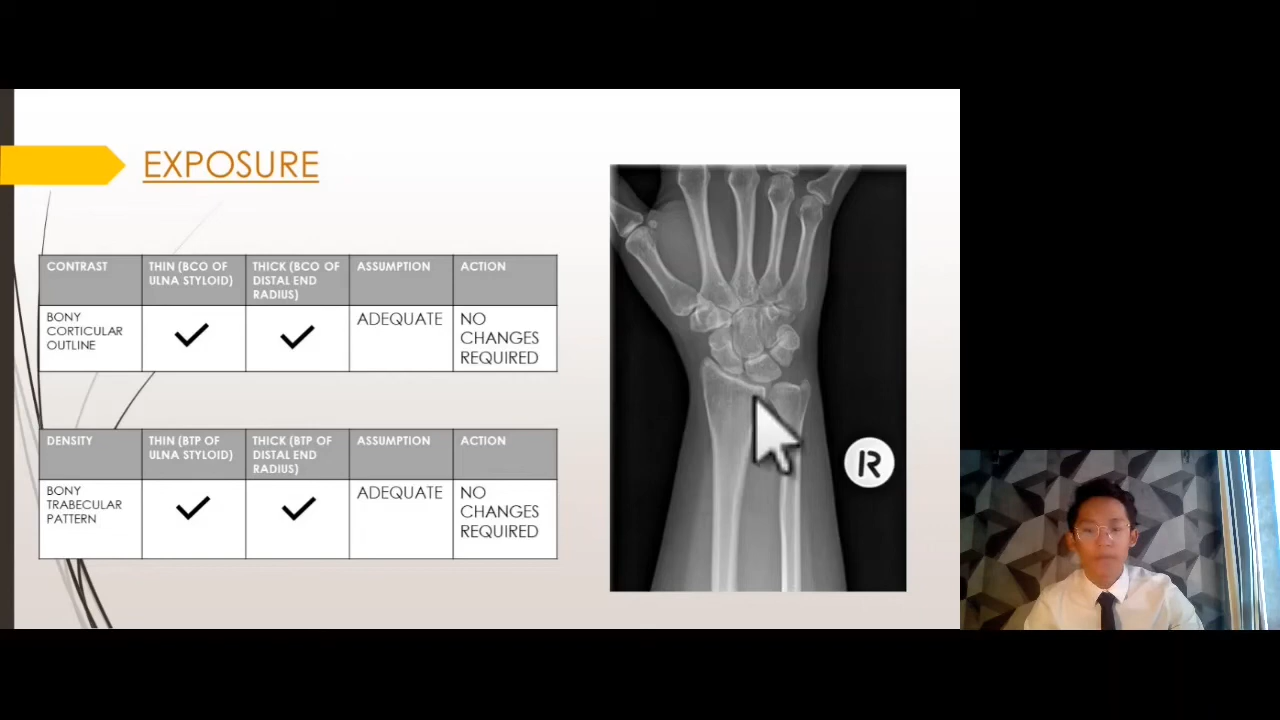 EXPOSURE
CONTRAST
THIN (BCO OF
ULNA STYLOID)
THICK (BCO OF
DISTAL END
RADIUS)
ASSUMPTION
ACTION
BONY
CORTICULAR
OUTLINE
ADEQUATE
NO
CHANGES
REQUIRED
DENSITY
THIN (BTP OF
ULNA STYLOID)
THICK (BTP OF
DISTAL END
RADIUS)
ASSUMPTION
ACTION
BONY
TRABECULAR
PATTERN
ADEQUATE
NO
CHANGES
REQUIRED
R